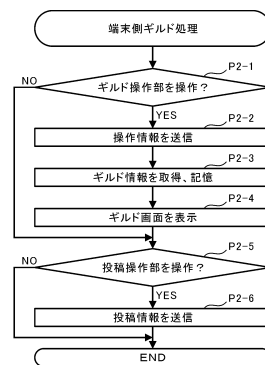 端末側ギルド処理
P2-1
NO
ギルド操作部を操作？
YES
P2-2
操作情報を送信
P2-3
ギルド情報を取得、記憶
P2-4
ギルド画面を表示
P2-5
NO
投稿操作部を操作？
YES
P2-6
投稿情報を送信
END